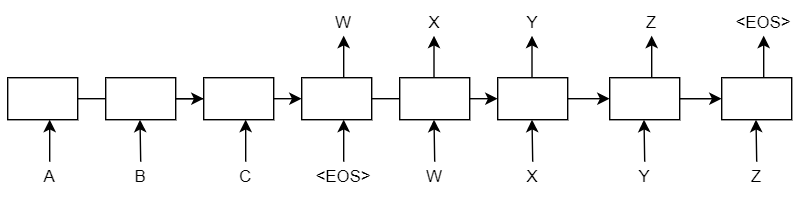 W X Y Z <EOS>
A B C <EOS> W X Y Z